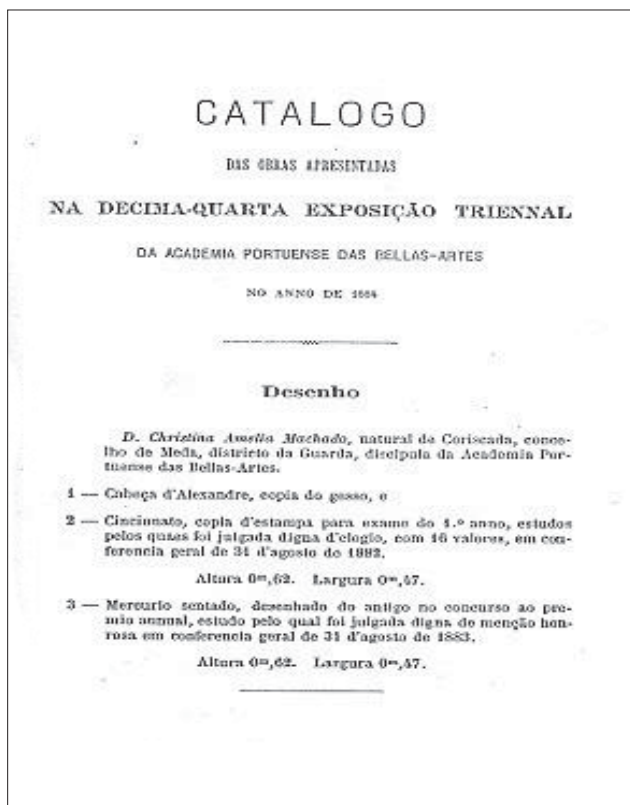 CATALOGO
DAS OBRAS APRESENTADAS
NA DECIMA-QUARTA EXPOSIÇÃO TRIENNAL
DA ACADEMIA PORTUENSE DAS BELLAS-ARTES
NO ANNO DE 1884
Desenho
D. Christina Amelia Machado, natural de Coriscada, conce-
lho de Meda, districto da Guarda, discipula da Academia Por-
tuense das Bellas-Artes.
1 — Cabeça d'Alexandre, copia do gesso, e
2 — Cincinnato, copia d'estampa para exame do 1.º anno, estudos
pelos quaes foi julgada digna d'elogio, com 16 valores, em con-
ferencia geral de 31 d'agosto de 1882.
Altura 0m,62. Largura 0m,47.
3 — Mercurio sentado, desenhado do antigo no concurso ao pre-
mio annual, estudo pelo qual foi julgada digna de menção hon-
rosa em conferencia geral de 31 d'agosto de 1883.
Altura 0m,62. Largura 0m,47.